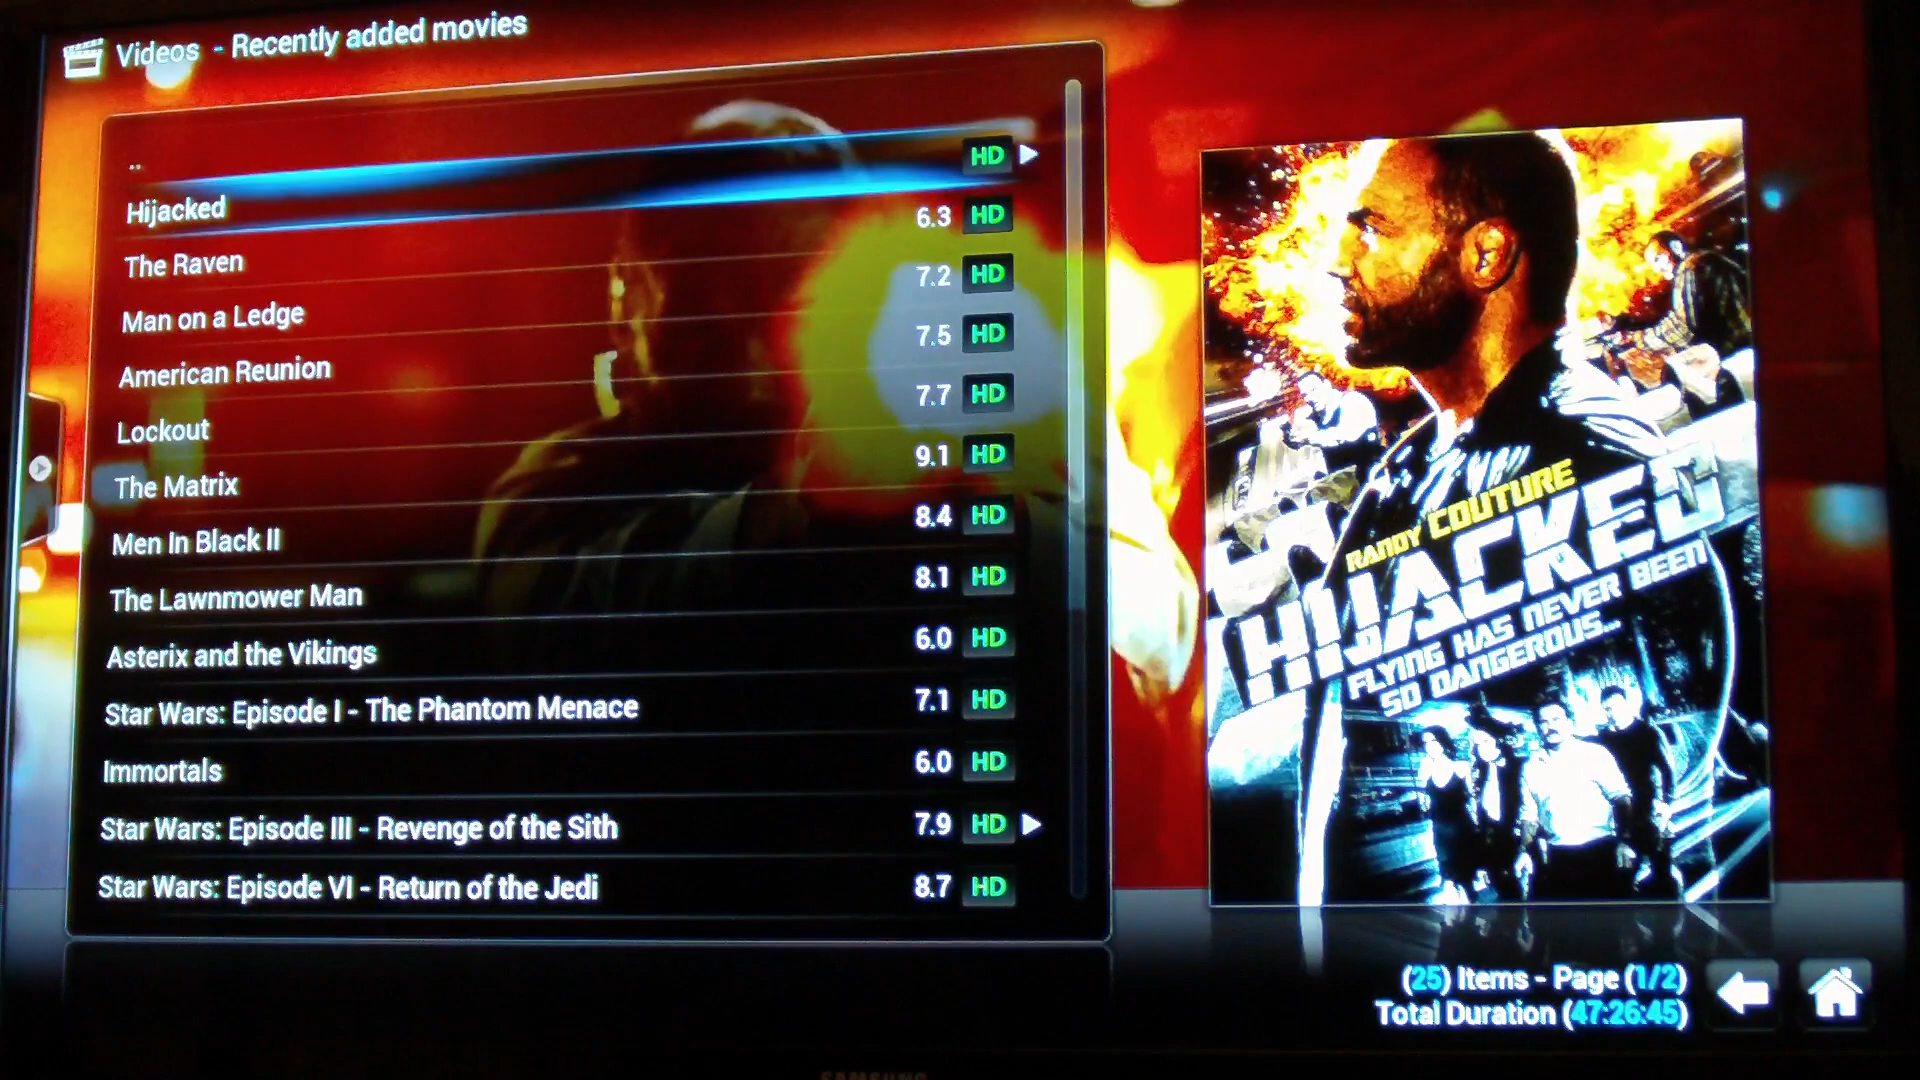 Videos - Recently added movies
..
Hijacked HD
The Raven 6.3 HD
Man on a Ledge 7.2 HD
American Reunion 7.5 HD
Lockout 7.7 HD
The Matrix 9.1 HD
Men In Black II 8.4 HD
The Lawnmower Man 8.1 HD
Asterix and the Vikings 6.0 HD
Star Wars: Episode I - The Phantom Menace 7.1 HD
Immortals 6.0 HD
Star Wars: Episode III - Revenge of the Sith 7.9 HD
Star Wars: Episode VI - Return of the Jedi 8.7 HD
RANDY COUTURE
HIJACKED
FLYING HAS NEVER BEEN
SO DANGEROUS...
(25) Items - Page (1/2)
Total Duration (47:26:45)
SAMSUNG